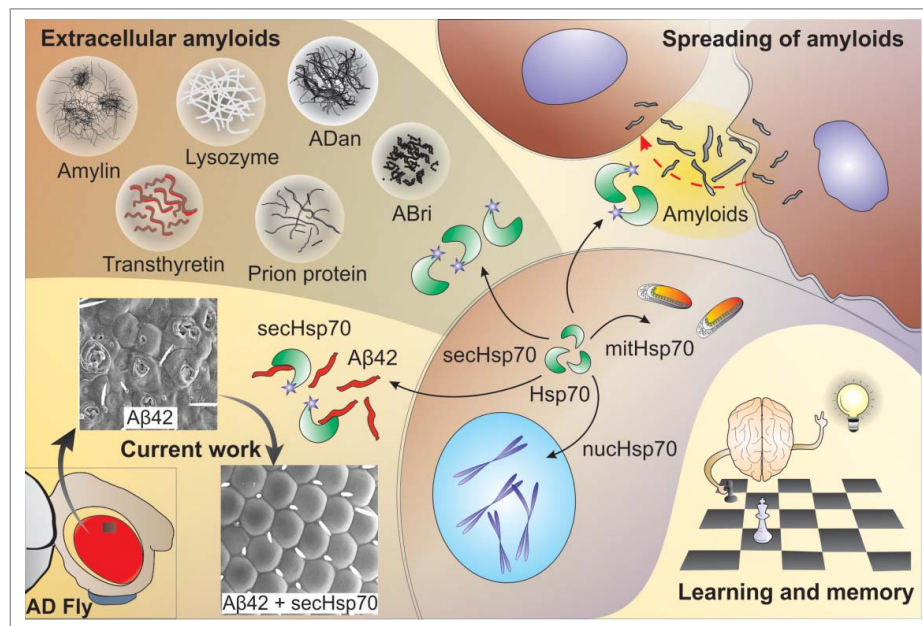 Extracellular amyloids
Spreading of amyloids
Amylin
Lysozyme
ADan
ABri
Transthyretin
Prion protein
Amyloids
secHsp70
Aβ42
secHsp70
Hsp70
mitHsp70
nucHsp70
Aβ42
Current work
Aβ42 + secHsp70
AD Fly
Learning and memory